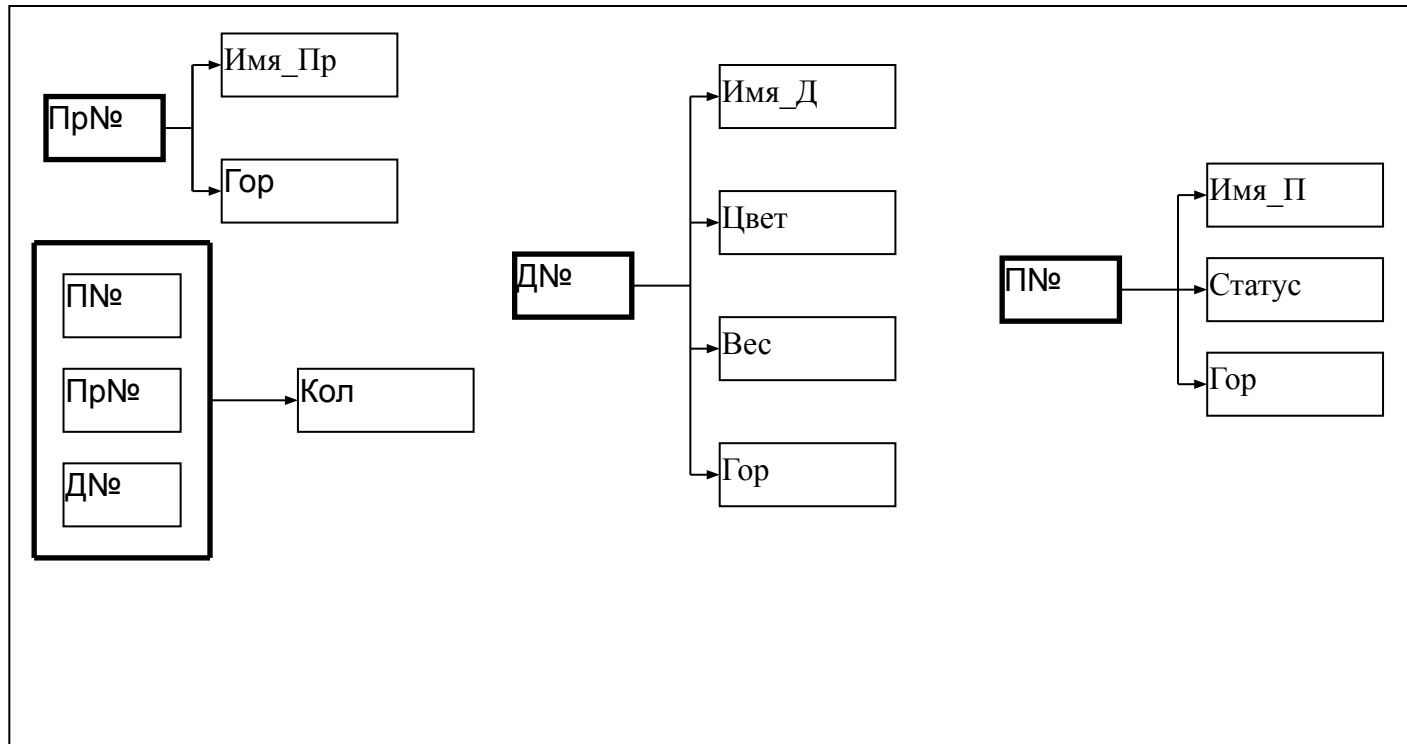 Пр№
Имя_Пр
Гор
П№
Пр№
Д№
Кол
Д№
Имя_Д
Цвет
Вес
Гор
П№
Имя_П
Статус
Гор